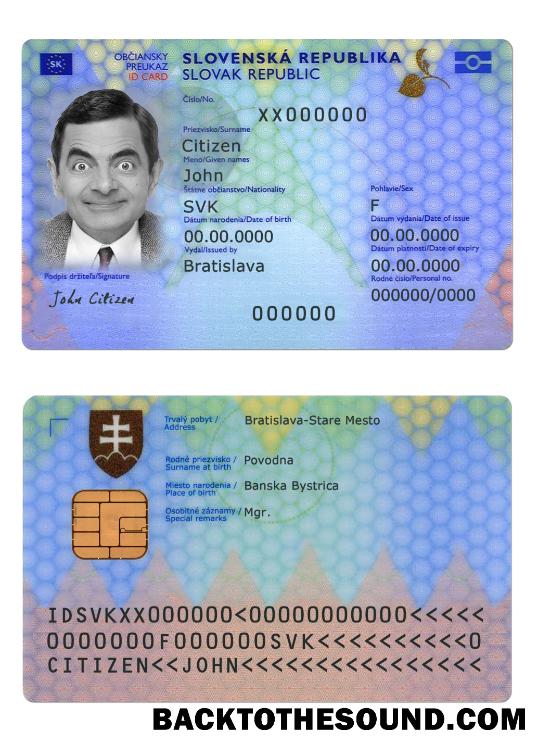 SK
OBČIANSKY
PREUKAZ
ID CARD
SLOVENSKÁ REPUBLIKA
SLOVAK REPUBLIC
Číslo/No.
XX000000
Priezvisko/Surname
Citizen
Meno/Given names
John
Štátne občianstvo/Nationality
SVK
Pohlavie/Sex
F
Dátum narodenia/Date of birth
00.00.0000
Dátum vydania/Date of issue
00.00.0000
Vydal/Issued by
Bratislava
Dátum platnosti/Date of expiry
00.00.0000
Rodné číslo/Personal no.
000000/0000
Podpis držiteľa/Signature
John Citizen
000000
Trvalý pobyt /
Address
Bratislava-Stare Mesto
Rodné priezvisko /
Surname at birth
Povodna
Miesto narodenia /
Place of birth
Banska Bystrica
Osobitné záznamy /
Special remarks
Mgr.
IDSVKXX000000<00000000000<<<<<
0000000F000000SVK<<<<<<<<<<<0
CITIZEN<<JOHN<<<<<<<<<<<<<<<<<
BACKTOTHESOUND.COM